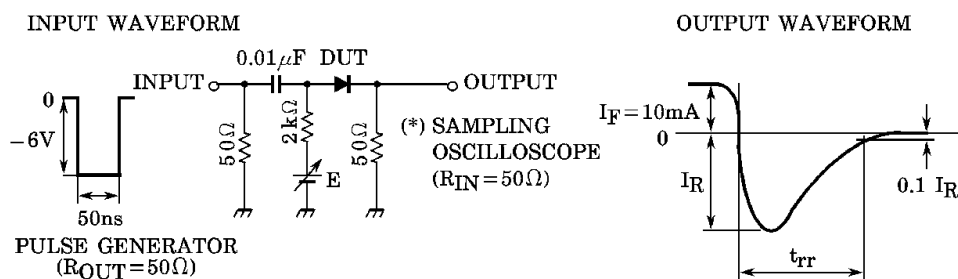 INPUT WAVEFORM
0
−6V
50ns
PULSE GENERATOR
(ROUT=50Ω)
INPUT
0.01μF
DUT
OUTPUT
50Ω
2kΩ
E
50Ω
(*) SAMPLING
OSCILLOSCOPE
(RIN=50Ω)
OUTPUT WAVEFORM
IF=10mA
0
IR
0.1 IR
trr